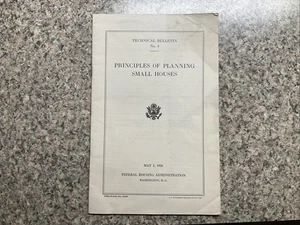 TECHNICAL BULLETIN
No. 4
PRINCIPLES OF PLANNING
SMALL HOUSES
MAY 1, 1936
FEDERAL HOUSING ADMINISTRATION
WASHINGTON, D.C.